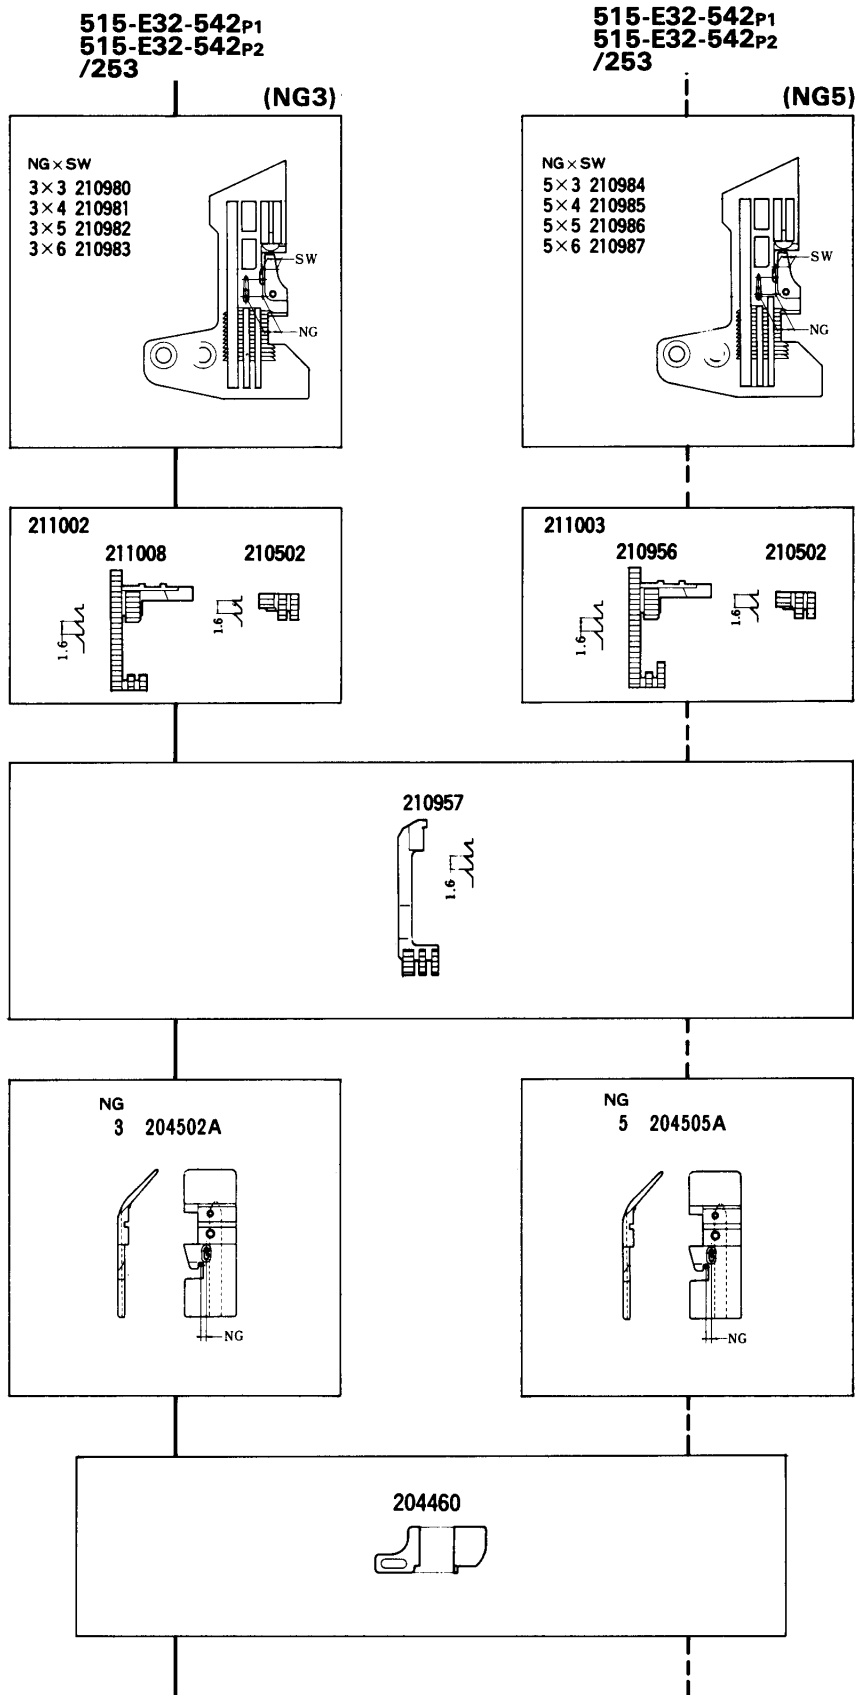 515-E32-542P1
515-E32-542P2
/253
(NG3)
NG×SW
3×3 210980
3×4 210981
3×5 210982
3×6 210983
SW
NG
515-E32-542P1
515-E32-542P2
/253
(NG5)
NG×SW
5×3 210984
5×4 210985
5×5 210986
5×6 210987
SW
NG
211002
211008 210502
1.6
1.6
211003
210956 210502
1.6
1.6
210957
1.6
NG
3 204502A
NG
NG
5 204505A
NG
204460